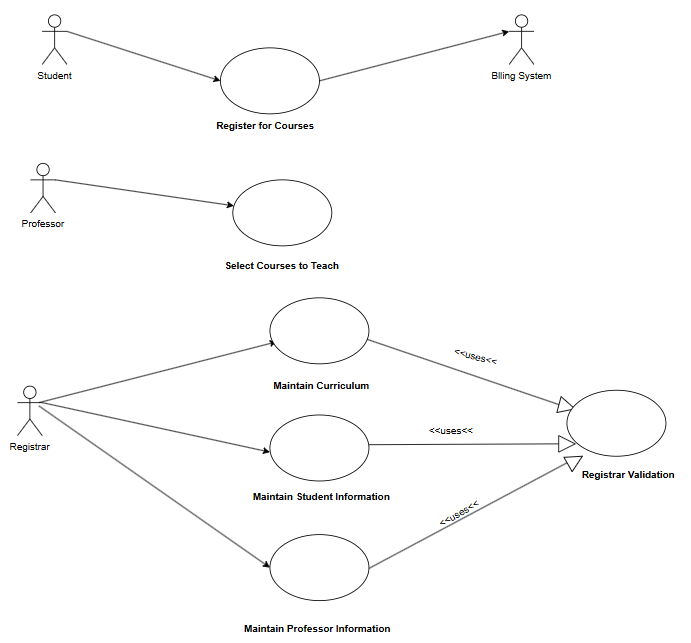 Student
Blling System
Register for Courses
Professor
Select Courses to Teach
Maintain Curriculum
<<uses<<
Registrar
<<uses<<
Maintain Student Information
Registrar Validation
<<uses<<
Maintain Professor Information